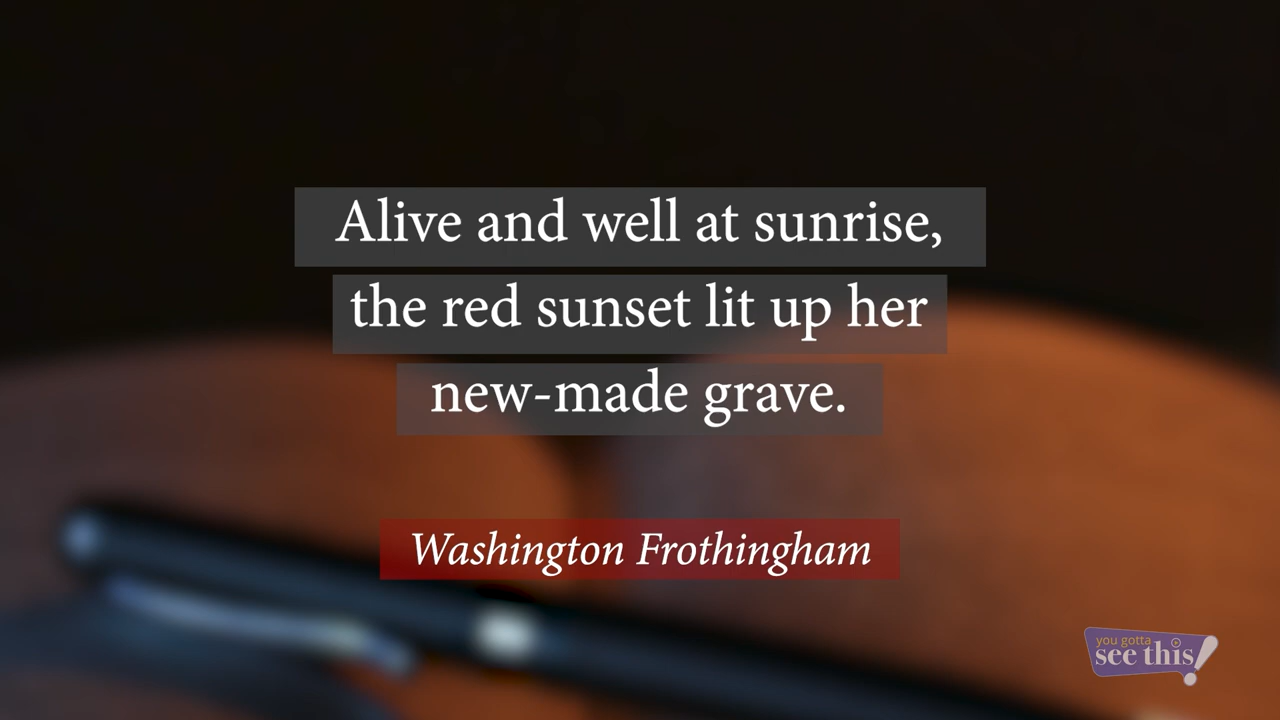 Alive and well at sunrise,
the red sunset lit up her
new-made grave.
Washington Frothingham
you gotta
see this!